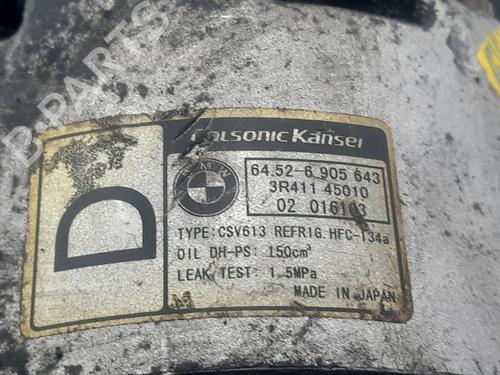 B-PARTS
Calsonic Kansei
BMW
D
64.52-6 905 643
3R411 45010
02 016103
TYPE:CSV613 REFRIG.HFC-134a
OIL DH-PS: 150cm³
LEAK TEST: 1.5MPa
MADE IN JAPAN